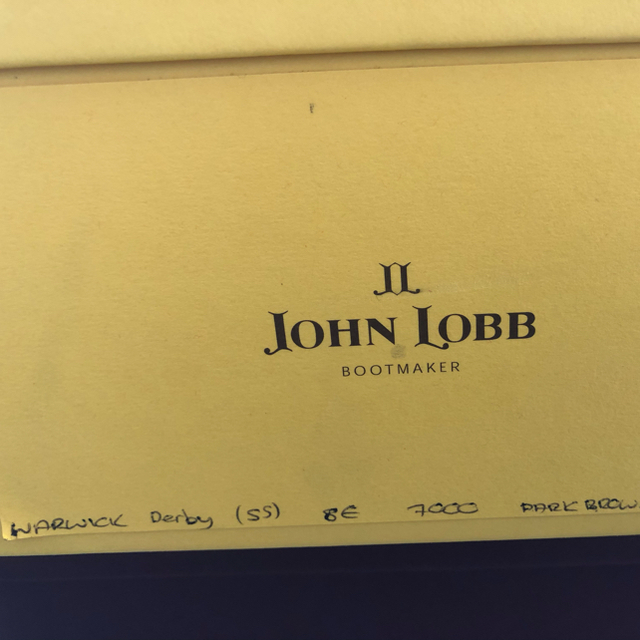 JL
JOHN LOBB
BOOTMAKER
WARWICK Derby (SS) 8E 7000 DARK BROW